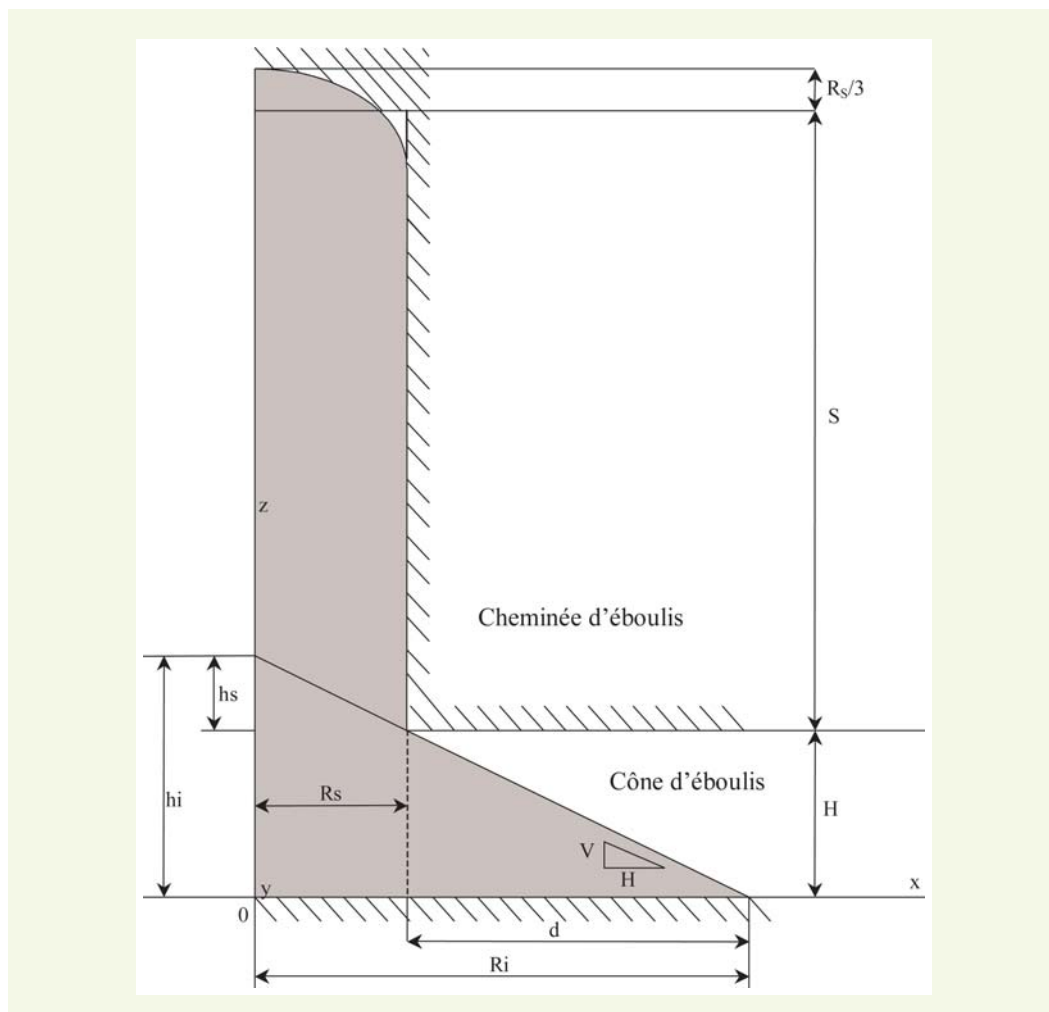 R_S/3
S
z
Cheminée d'éboulis
hs
hi
Cône d'éboulis
Rs
H
V
H
y
x
0
d
Ri